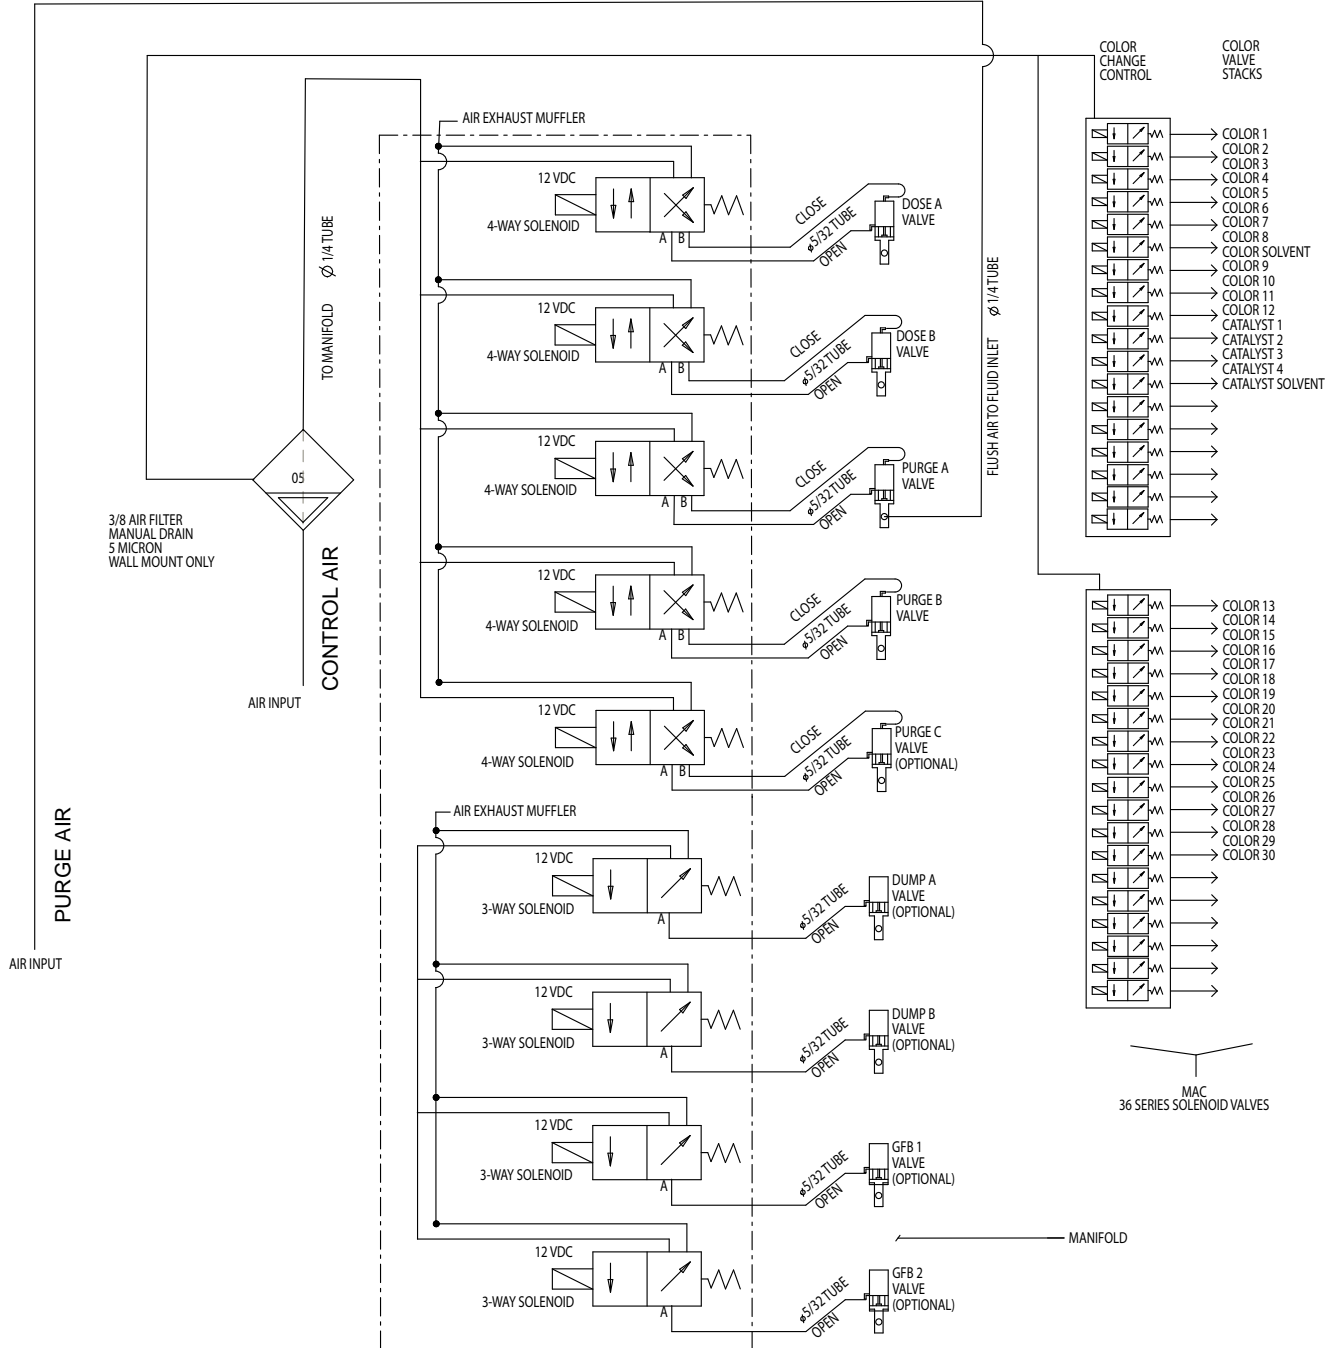 COLOR
CHANGE
CONTROL
COLOR
VALVE
STACKS
AIR EXHAUST MUFFLER
12 VDC
4-WAY SOLENOID
A B
CLOSE
ø5/32 TUBE
OPEN
DOSE A
VALVE
12 VDC
4-WAY SOLENOID
A B
CLOSE
ø5/32 TUBE
OPEN
DOSE B
VALVE
12 VDC
4-WAY SOLENOID
A B
CLOSE
ø5/32 TUBE
OPEN
PURGE A
VALVE
12 VDC
4-WAY SOLENOID
A B
CLOSE
ø5/32 TUBE
OPEN
PURGE B
VALVE
12 VDC
4-WAY SOLENOID
A B
CLOSE
ø5/32 TUBE
OPEN
PURGE C
VALVE
(OPTIONAL)
AIR EXHAUST MUFFLER
12 VDC
3-WAY SOLENOID
A
ø5/32 TUBE
OPEN
DUMP A
VALVE
(OPTIONAL)
12 VDC
3-WAY SOLENOID
A
ø5/32 TUBE
OPEN
DUMP B
VALVE
(OPTIONAL)
12 VDC
3-WAY SOLENOID
A
ø5/32 TUBE
OPEN
GFB 1
VALVE
(OPTIONAL)
12 VDC
3-WAY SOLENOID
A
ø5/32 TUBE
OPEN
GFB 2
VALVE
(OPTIONAL)
MANIFOLD
TO MANIFOLD Ø 1/4 TUBE
05
3/8 AIR FILTER
MANUAL DRAIN
5 MICRON
WALL MOUNT ONLY
CONTROL AIR
AIR INPUT
PURGE AIR
AIR INPUT
FLUSH AIR TO FLUID INLET Ø 1/4 TUBE
COLOR 1
COLOR 2
COLOR 3
COLOR 4
COLOR 5
COLOR 6
COLOR 7
COLOR 8
COLOR SOLVENT
COLOR 9
COLOR 10
COLOR 11
COLOR 12
CATALYST 1
CATALYST 2
CATALYST 3
CATALYST 4
CATALYST SOLVENT
COLOR 13
COLOR 14
COLOR 15
COLOR 16
COLOR 17
COLOR 18
COLOR 19
COLOR 20
COLOR 21
COLOR 22
COLOR 23
COLOR 24
COLOR 25
COLOR 26
COLOR 27
COLOR 28
COLOR 29
COLOR 30
MAC
36 SERIES SOLENOID VALVES